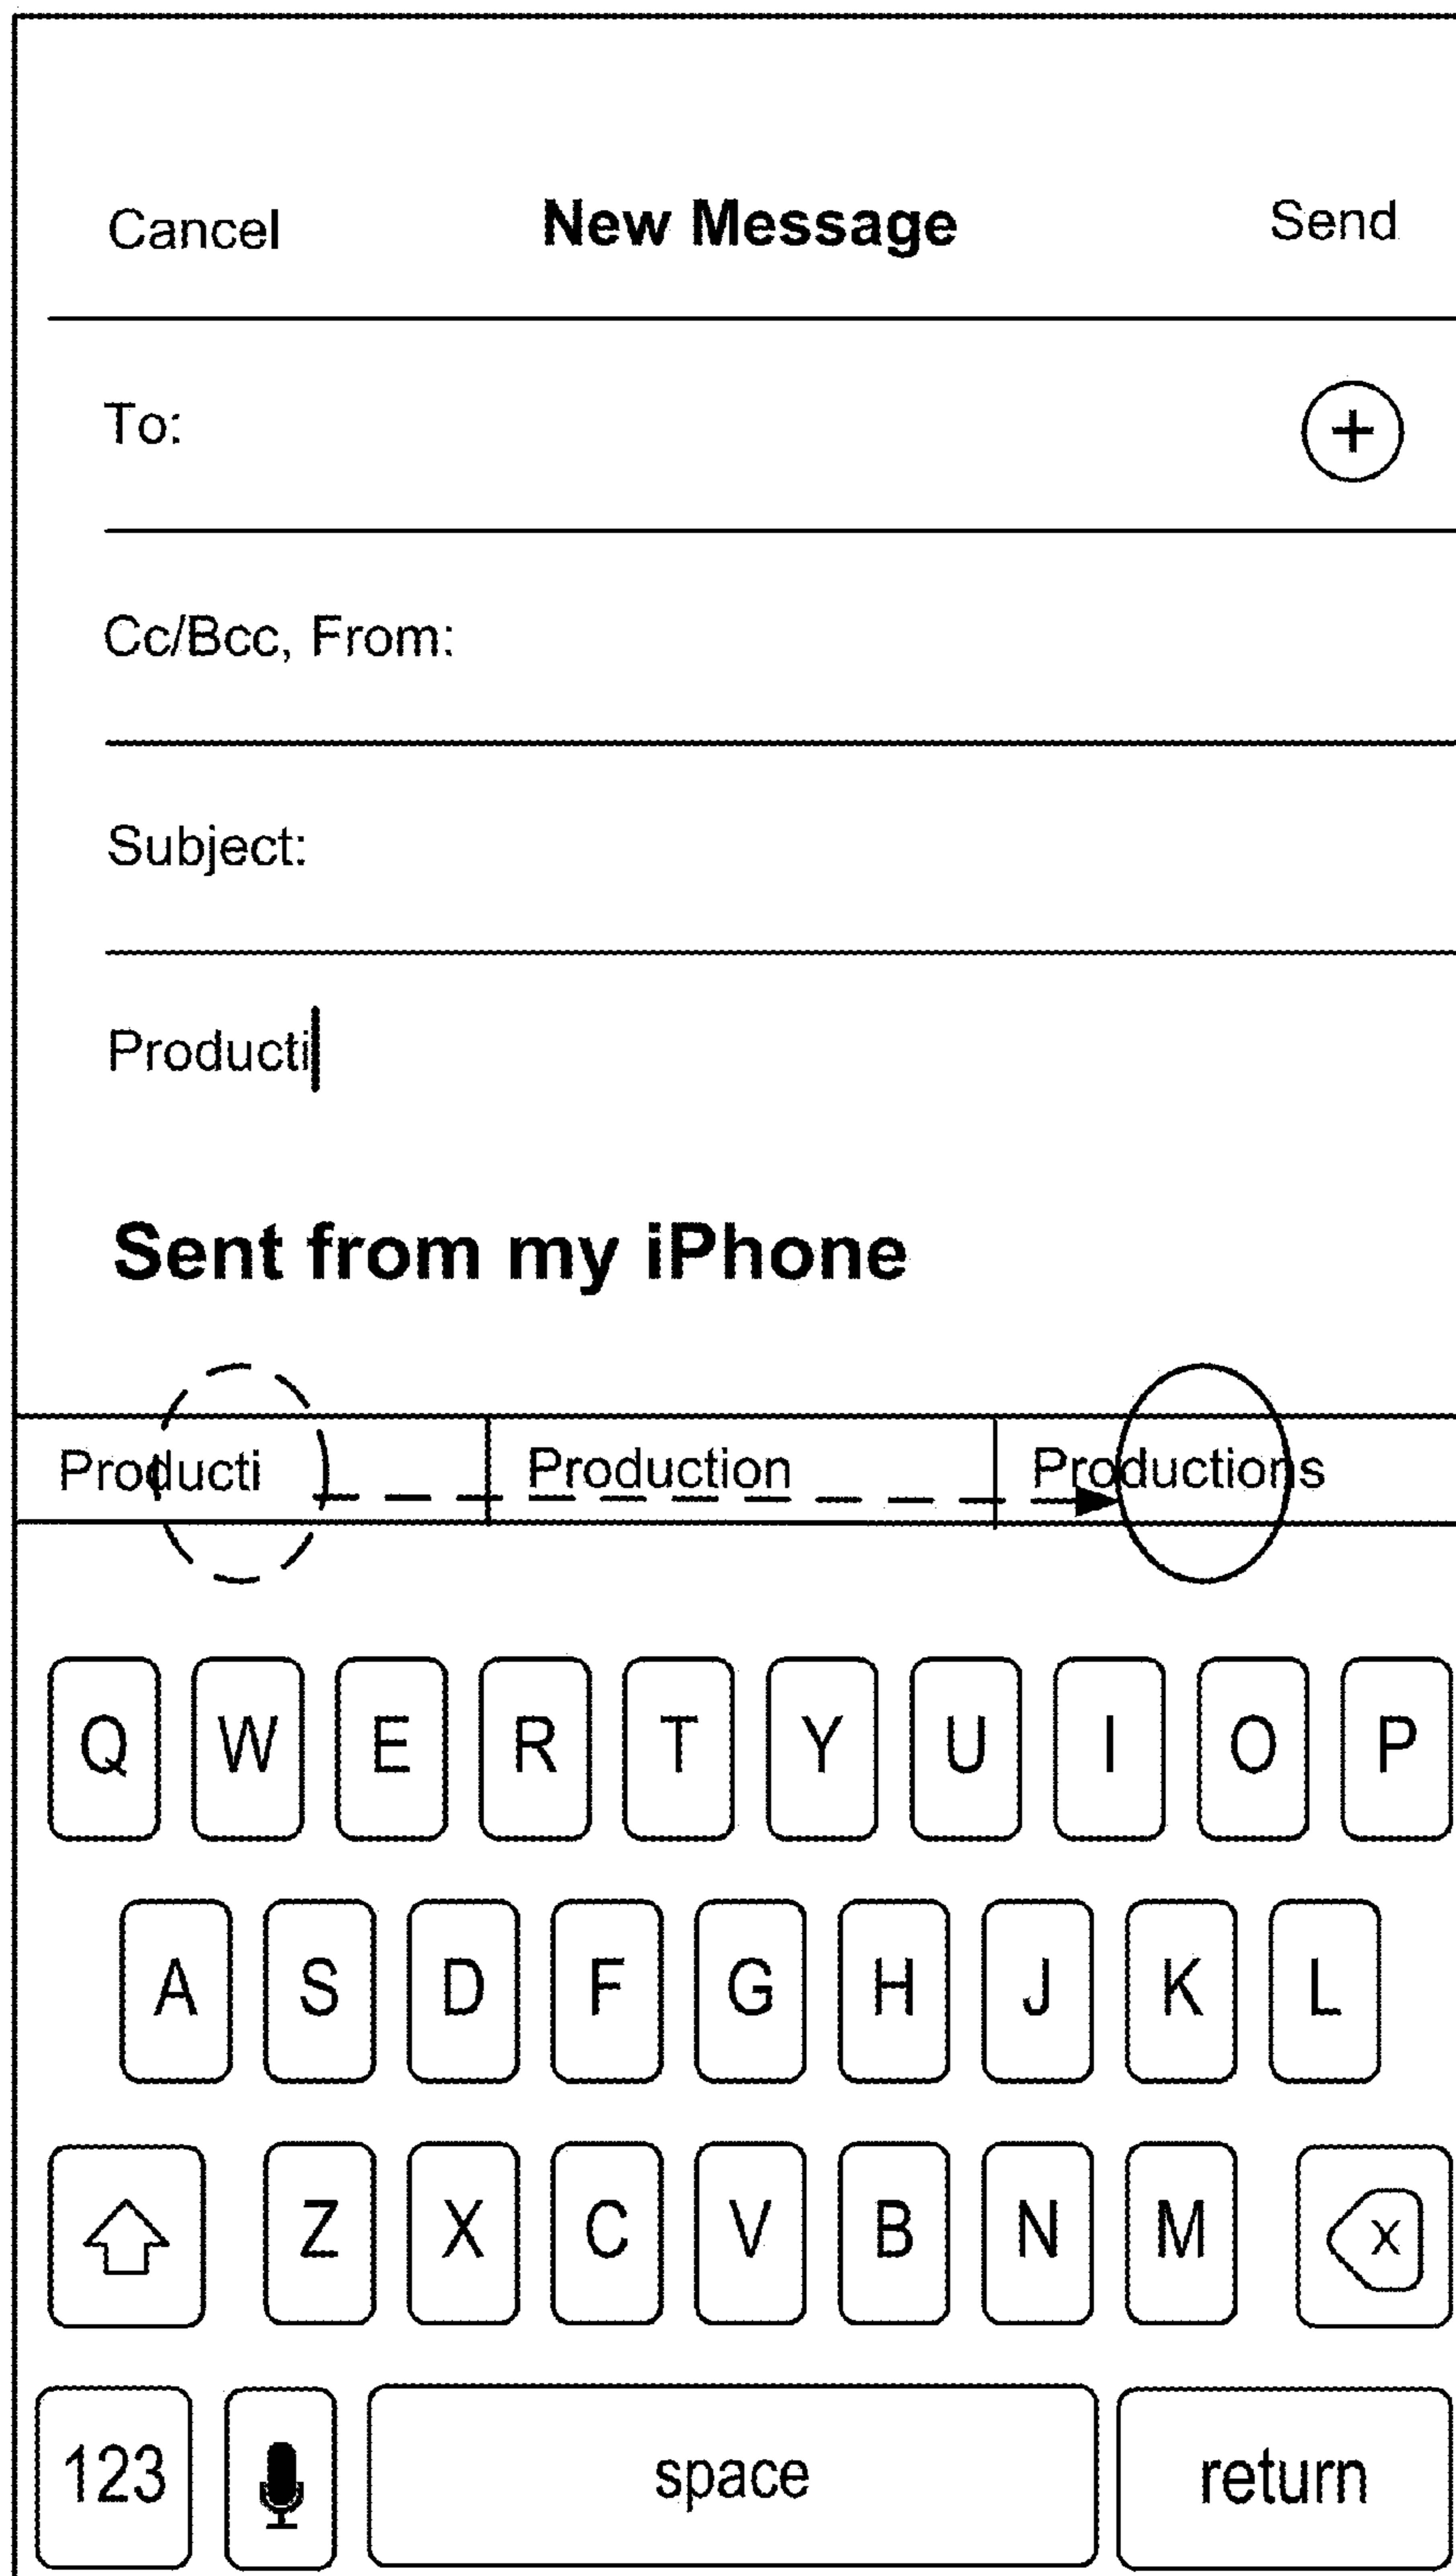 Cancel New Message Send
To: +
Cc/Bcc, From:
Subject:
Producti
Sent from my iPhone
Producti Production Productions
Q W E R T Y U I O P
A S D F G H J K L
Z X C V B N M X
123 space return